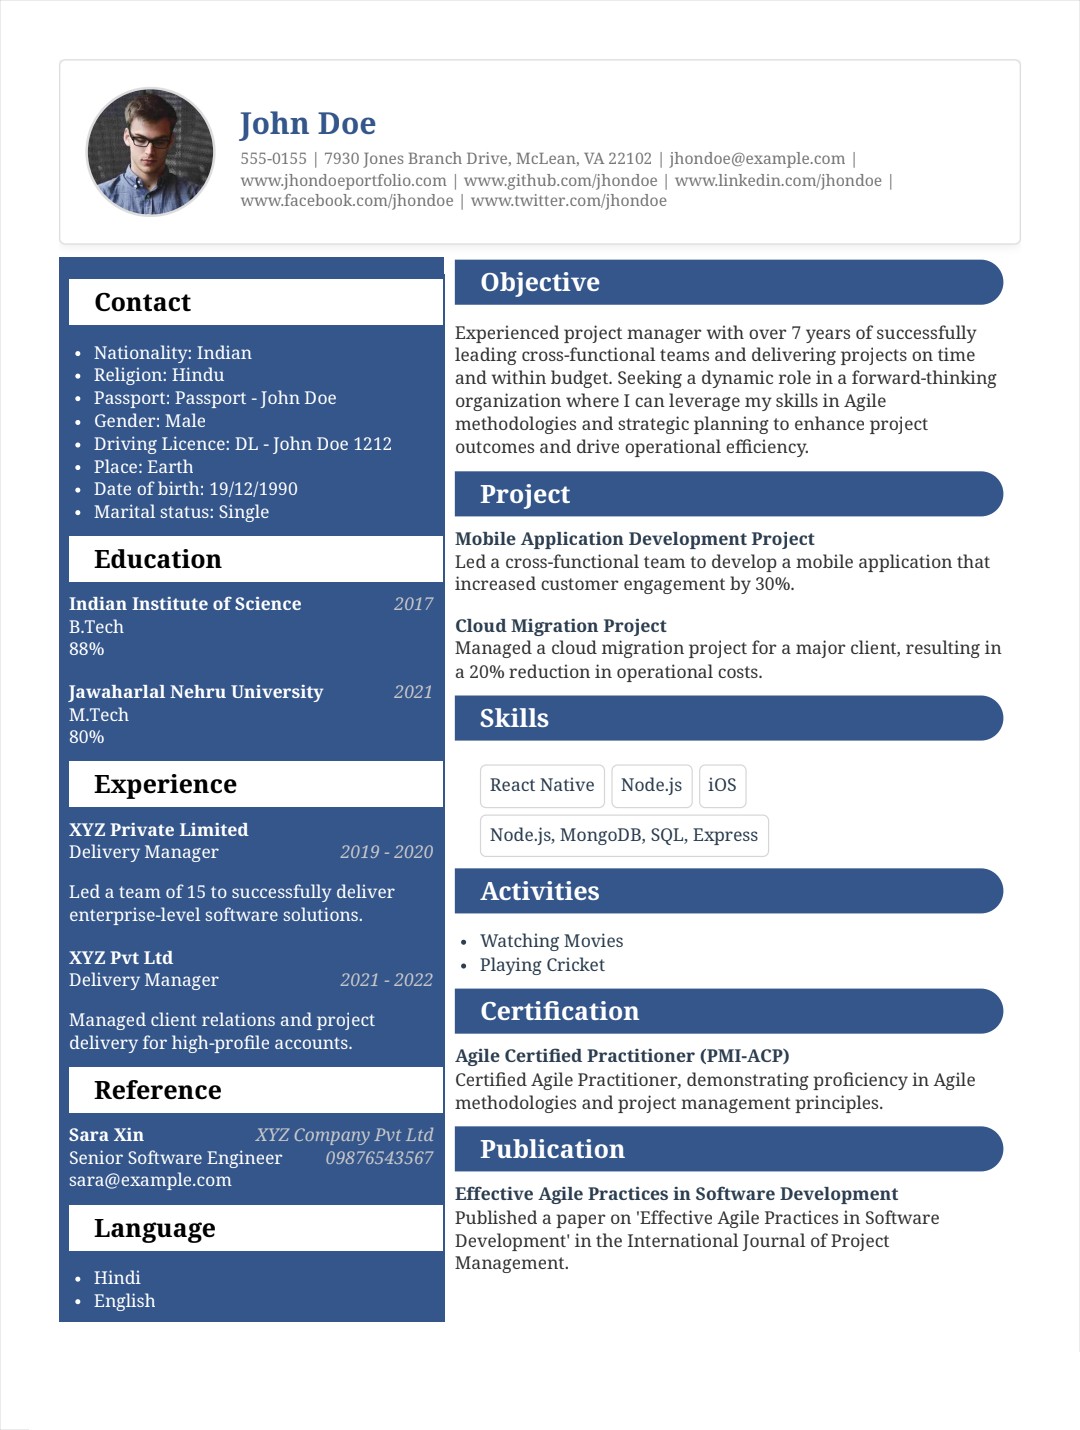 John Doe
555-0155 | 7930 Jones Branch Drive, McLean, VA 22102 | jhondoe@example.com |
www.jhondoeportfolio.com | www.github.com/jhondoe | www.linkedin.com/jhondoe |
www.facebook.com/jhondoe | www.twitter.com/jhondoe
Contact
• Nationality: Indian
• Religion: Hindu
• Passport: Passport - John Doe
• Gender: Male
• Driving Licence: DL - John Doe 1212
• Place: Earth
• Date of birth: 19/12/1990
• Marital status: Single
Education
Indian Institute of Science 2017
B.Tech
88%
Jawaharlal Nehru University 2021
M.Tech
80%
Experience
XYZ Private Limited
Delivery Manager 2019 - 2020
Led a team of 15 to successfully deliver
enterprise-level software solutions.
XYZ Pvt Ltd
Delivery Manager 2021 - 2022
Managed client relations and project
delivery for high-profile accounts.
Reference
Sara Xin XYZ Company Pvt Ltd
Senior Software Engineer 09876543567
sara@example.com
Language
• Hindi
• English
Objective
Experienced project manager with over 7 years of successfully
leading cross-functional teams and delivering projects on time
and within budget. Seeking a dynamic role in a forward-thinking
organization where I can leverage my skills in Agile
methodologies and strategic planning to enhance project
outcomes and drive operational efficiency.
Project
Mobile Application Development Project
Led a cross-functional team to develop a mobile application that
increased customer engagement by 30%.
Cloud Migration Project
Managed a cloud migration project for a major client, resulting in
a 20% reduction in operational costs.
Skills
React Native Node.js iOS
Node.js, MongoDB, SQL, Express
Activities
• Watching Movies
• Playing Cricket
Certification
Agile Certified Practitioner (PMI-ACP)
Certified Agile Practitioner, demonstrating proficiency in Agile
methodologies and project management principles.
Publication
Effective Agile Practices in Software Development
Published a paper on 'Effective Agile Practices in Software
Development' in the International Journal of Project
Management.